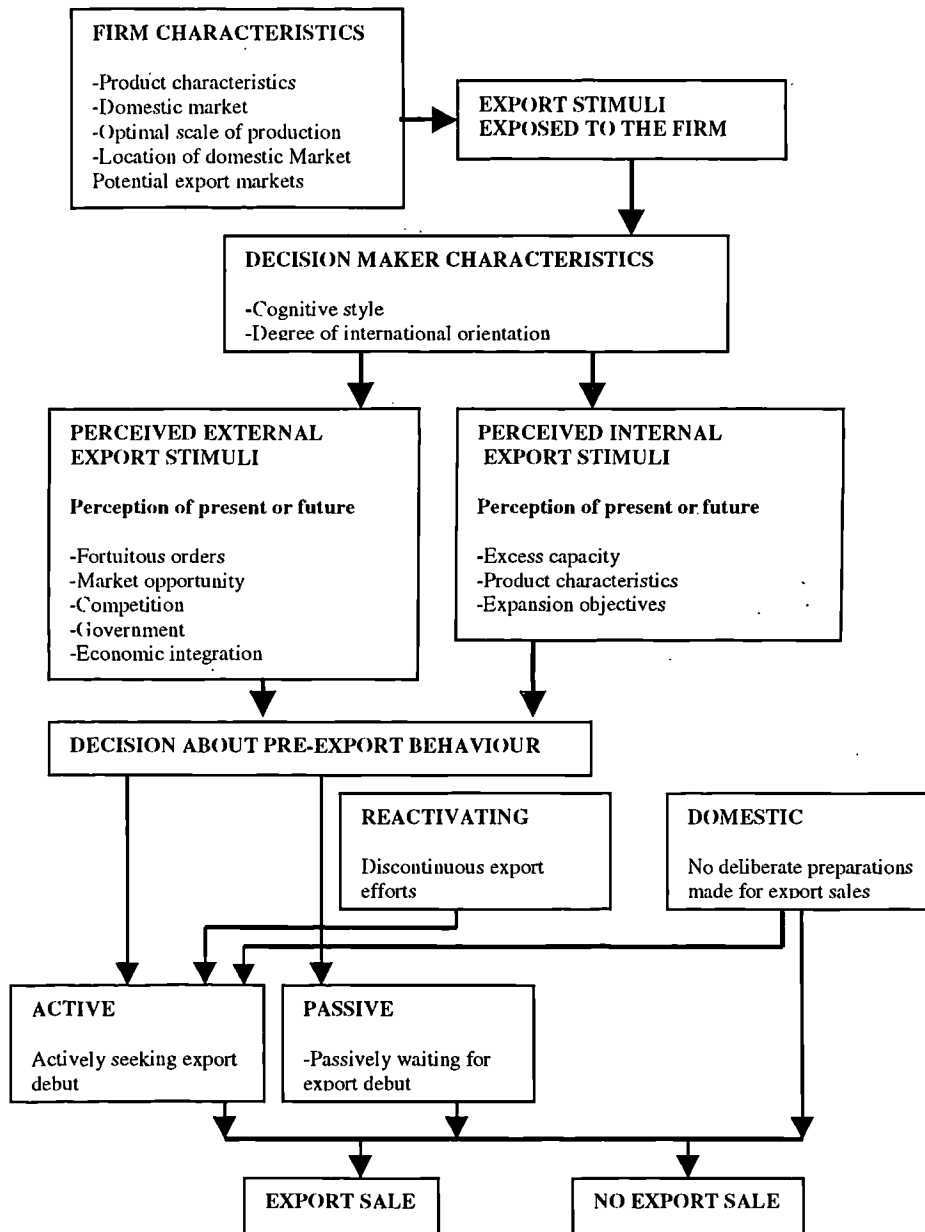 FIRM CHARACTERISTICS
-Product characteristics
-Domestic market
-Optimal scale of production
-Location of domestic Market
Potential export markets
EXPORT STIMULI
EXPOSED TO THE FIRM
DECISION MAKER CHARACTERISTICS
-Cognitive style
-Degree of international orientation
PERCEIVED EXTERNAL
EXPORT STIMULI
Perception of present or future
-Fortuitous orders
-Market opportunity
-Competition
-Government
-Economic integration
PERCEIVED INTERNAL
EXPORT STIMULI
Perception of present or future
-Excess capacity
-Product characteristics
-Expansion objectives
DECISION ABOUT PRE-EXPORT BEHAVIOUR
REACTIVATING
Discontinuous export
efforts
DOMESTIC
No deliberate preparations
made for export sales
ACTIVE
Actively seeking export
debut
PASSIVE
-Passively waiting for
export debut
EXPORT SALE
NO EXPORT SALE